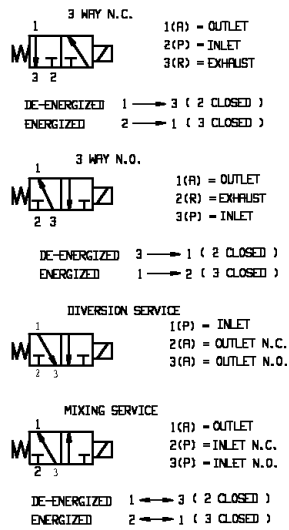 3 WAY N.C.
1
3 2
1(A) = OUTLET
2(P) = INLET
3(R) = EXHAUST
DE-ENERGIZED 1 → 3 ( 2 CLOSED )
ENERGIZED 2 → 1 ( 3 CLOSED )
3 WAY N.O.
1
2 3
1(A) = OUTLET
2(R) = EXHAUST
3(P) = INLET
DE-ENERGIZED 3 → 1 ( 2 CLOSED )
ENERGIZED 1 → 2 ( 3 CLOSED )
DIVERSION SERVICE
1
2 3
1(P) = INLET
2(A) = OUTLET N.C.
3(A) = OUTLET N.O.
MIXING SERVICE
1
2 3
1(A) = OUTLET
2(P) = INLET N.C.
3(P) = INLET N.O.
DE-ENERGIZED 1 ↔ 3 ( 2 CLOSED )
ENERGIZED 2 ↔ 1 ( 3 CLOSED )